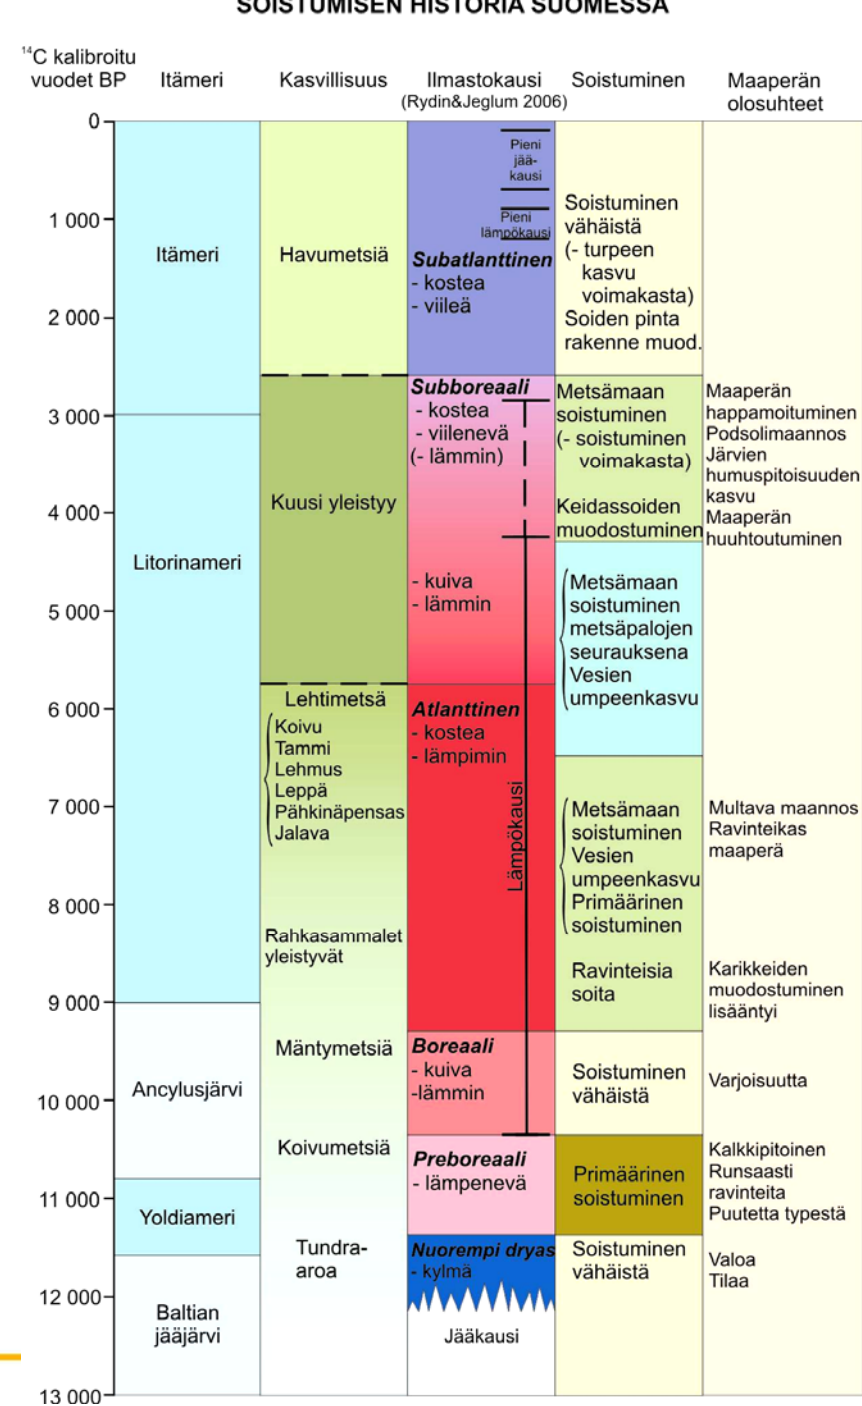 SOISTUMISEN HISTORIA SUOMESSA
14C kalibroitu
vuodet BP
Itämeri
Kasvillisuus
Ilmastokausi
(Rydin&Jeglum 2006)
Soistuminen
Maaperän
olosuhteet
0
1 000
2 000
3 000
4 000
5 000
6 000
7 000
8 000
9 000
10 000
11 000
12 000
13 000
Itämeri
Litorinameri
Ancylusjärvi
Yoldiameri
Baltian
jääjärvi
Havumetsiä
Kuusi yleistyy
Lehtimetsä
Koivu
Tammi
Lehmus
Leppä
Pähkinäpensas
Jalava
Rahkasammalet
yleistyvät
Mäntymetsiä
Koivumetsiä
Tundra-
aroa
Pieni
jää-
kausi
Pieni
lämpökausi
Subatlanttinen
- kostea
- viileä
Subboreaali
- kostea
- viilenevä
(- lämmin)
- kuiva
- lämmin
Atlanttinen
- kostea
- lämpimin
Lämpökausi
Boreaali
- kuiva
-lämmin
Preboreaali
- lämpenevä
Nuorempi dryas
- kylmä
Jääkausi
Soistuminen
vähäistä
(- turpeen
kasvu
voimakasta)
Soiden pinta
rakenne muod.
Metsämaan
soistuminen
(- soistuminen
voimakasta)
Keidassoiden
muodostuminen
Metsämaan
soistuminen
metsäpalojen
seurauksena
Vesien
umpeenkasvu
Metsämaan
soistuminen
Vesien
umpeenkasvu
Primäärinen
soistuminen
Ravinteisia
soita
Soistuminen
vähäistä
Primäärinen
soistuminen
Soistuminen
vähäistä
Maaperän
happamoituminen
Podsolimaannos
Järvien
humuspitoisuuden
kasvu
Maaperän
huuhtoutuminen
Multava maannos
Ravinteikas
maaperä
Karikkeiden
muodostuminen
lisääntyi
Varjoisuutta
Kalkkipitoinen
Runsaasti
ravinteita
Puutetta typestä
Valoa
Tilaa